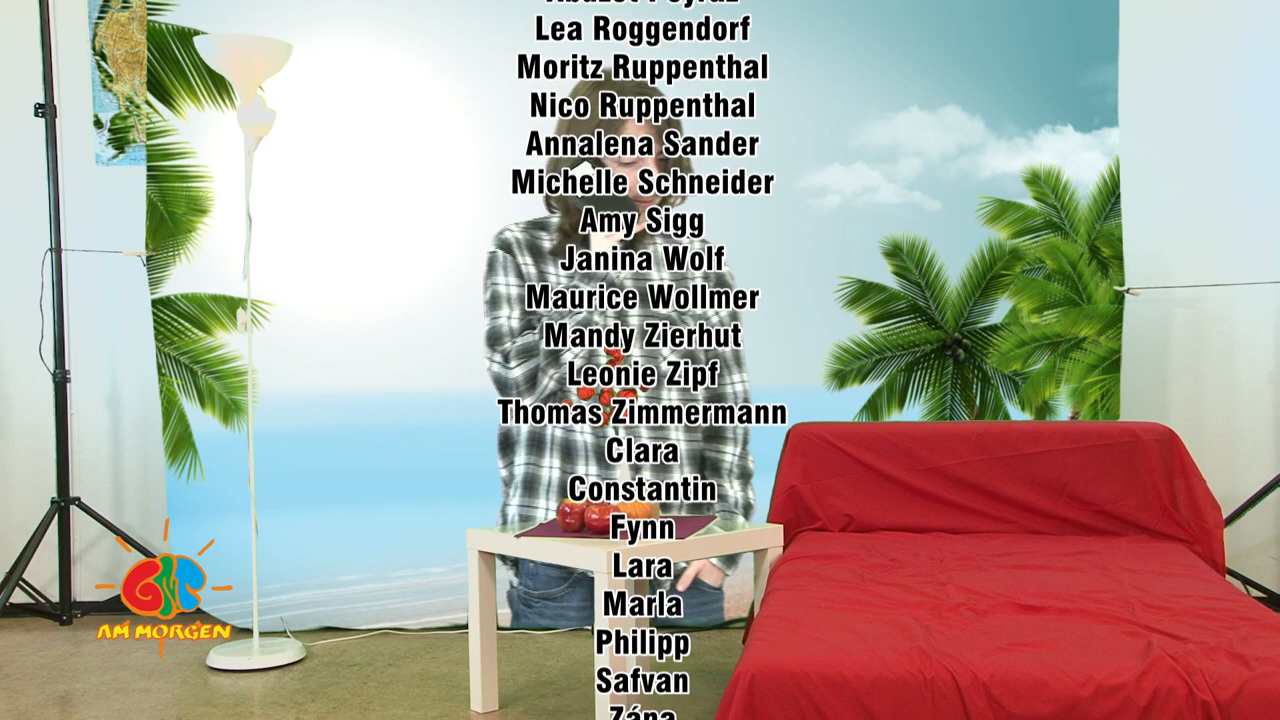 Lea Roggendorf
Moritz Ruppenthal
Nico Ruppenthal
Annalena Sander
Michelle Schneider
Amy Sigg
Janina Wolf
Maurice Wollmer
Mandy Zierhut
Leonie Zipf
Thomas Zimmermann
Clara
Constantin
Fynn
Lara
Marla
Philipp
Safvan
GNP
AM MORGEN